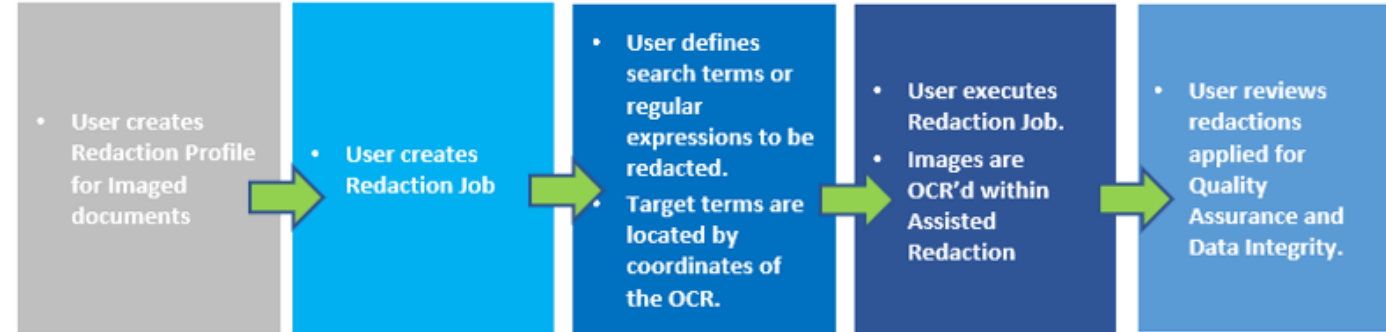 • User creates
Redaction Profile
for Imaged
documents
• User creates
Redaction Job
• User defines
search terms or
regular
expressions to be
redacted.
• Target terms are
located by
coordinates of
the OCR.
• User executes
Redaction Job.
• Images are
OCR'd within
Assisted
Redaction
• User reviews
redactions
applied for
Quality
Assurance and
Data Integrity.